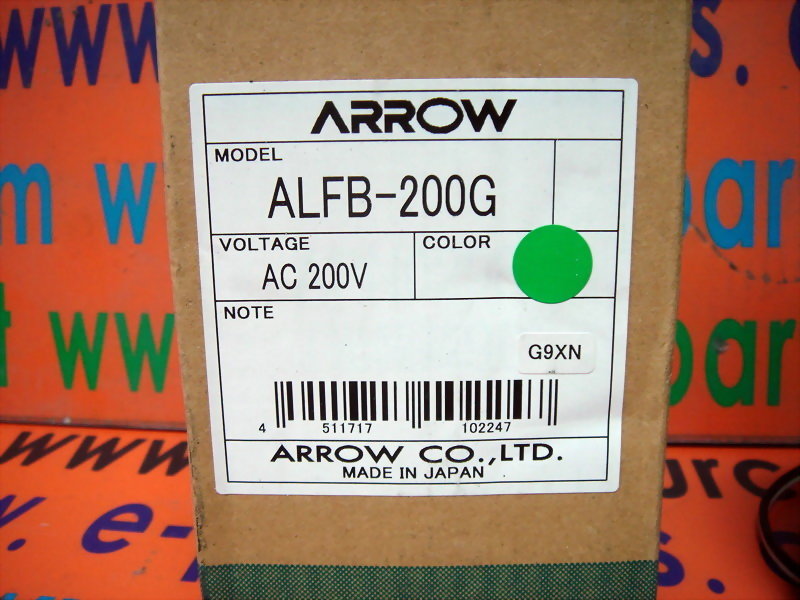 ARROW
MODEL
ALFB-200G
VOLTAGE
AC 200V
COLOR
NOTE
G9XN
4 511717 102247
ARROW CO.,LTD.
MADE IN JAPAN